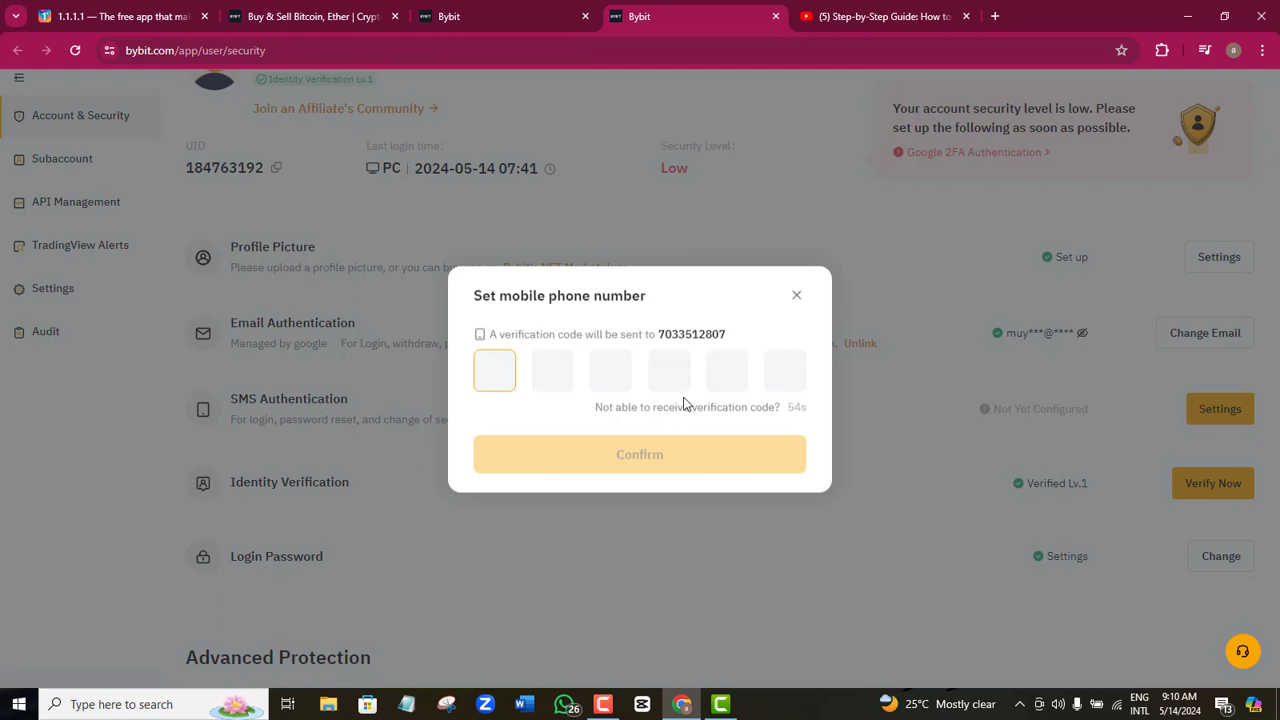 1.1.1.1 — The free app that mak
Buy & Sell Bitcoin, Ether | Crypt
Bybit
Bybit
(5) Step-by-Step Guide: How to
bybit.com/app/user/security
a
Identity Verification Lv.1
Join an Affiliate's Community
Account & Security
Subaccount
API Management
TradingView Alerts
Settings
Audit
UID
184763192
Last login time:
PC | 2024-05-14 07:41
Security Level:
Low
Your account security level is low. Please
set up the following as soon as possible.
Google 2FA Authentication >
Profile Picture
Please upload a profile picture, or you can
Set up
Settings
Email Authentication
Managed by google For Login, withdraw, p
Unlink
muy***@****
Change Email
SMS Authentication
For login, password reset, and change of sec
Not Yet Configured
Settings
Identity Verification
Verified Lv.1
Verify Now
Login Password
Settings
Change
Advanced Protection
Set mobile phone number
A verification code will be sent to 7033512807
Not able to receive verification code? 54s
Confirm
Type here to search
26
25°C Mostly clear
ENG
INTL
9:10 AM
5/14/2024